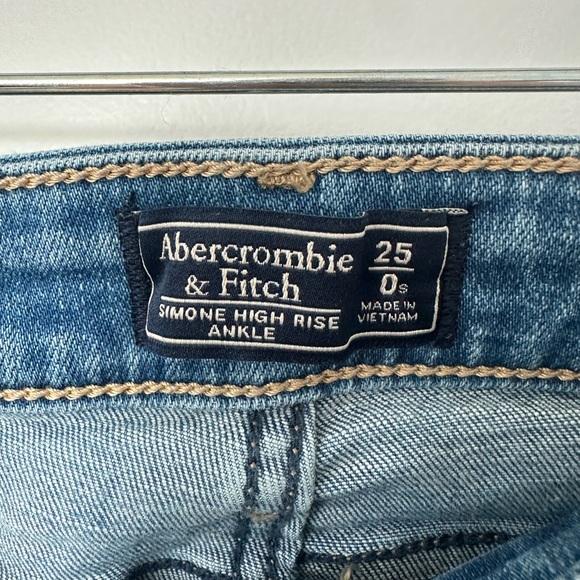 Abercrombie
& Fitch
SIMONE HIGH RISE
ANKLE
25
0s
MADE IN
VIETNAM